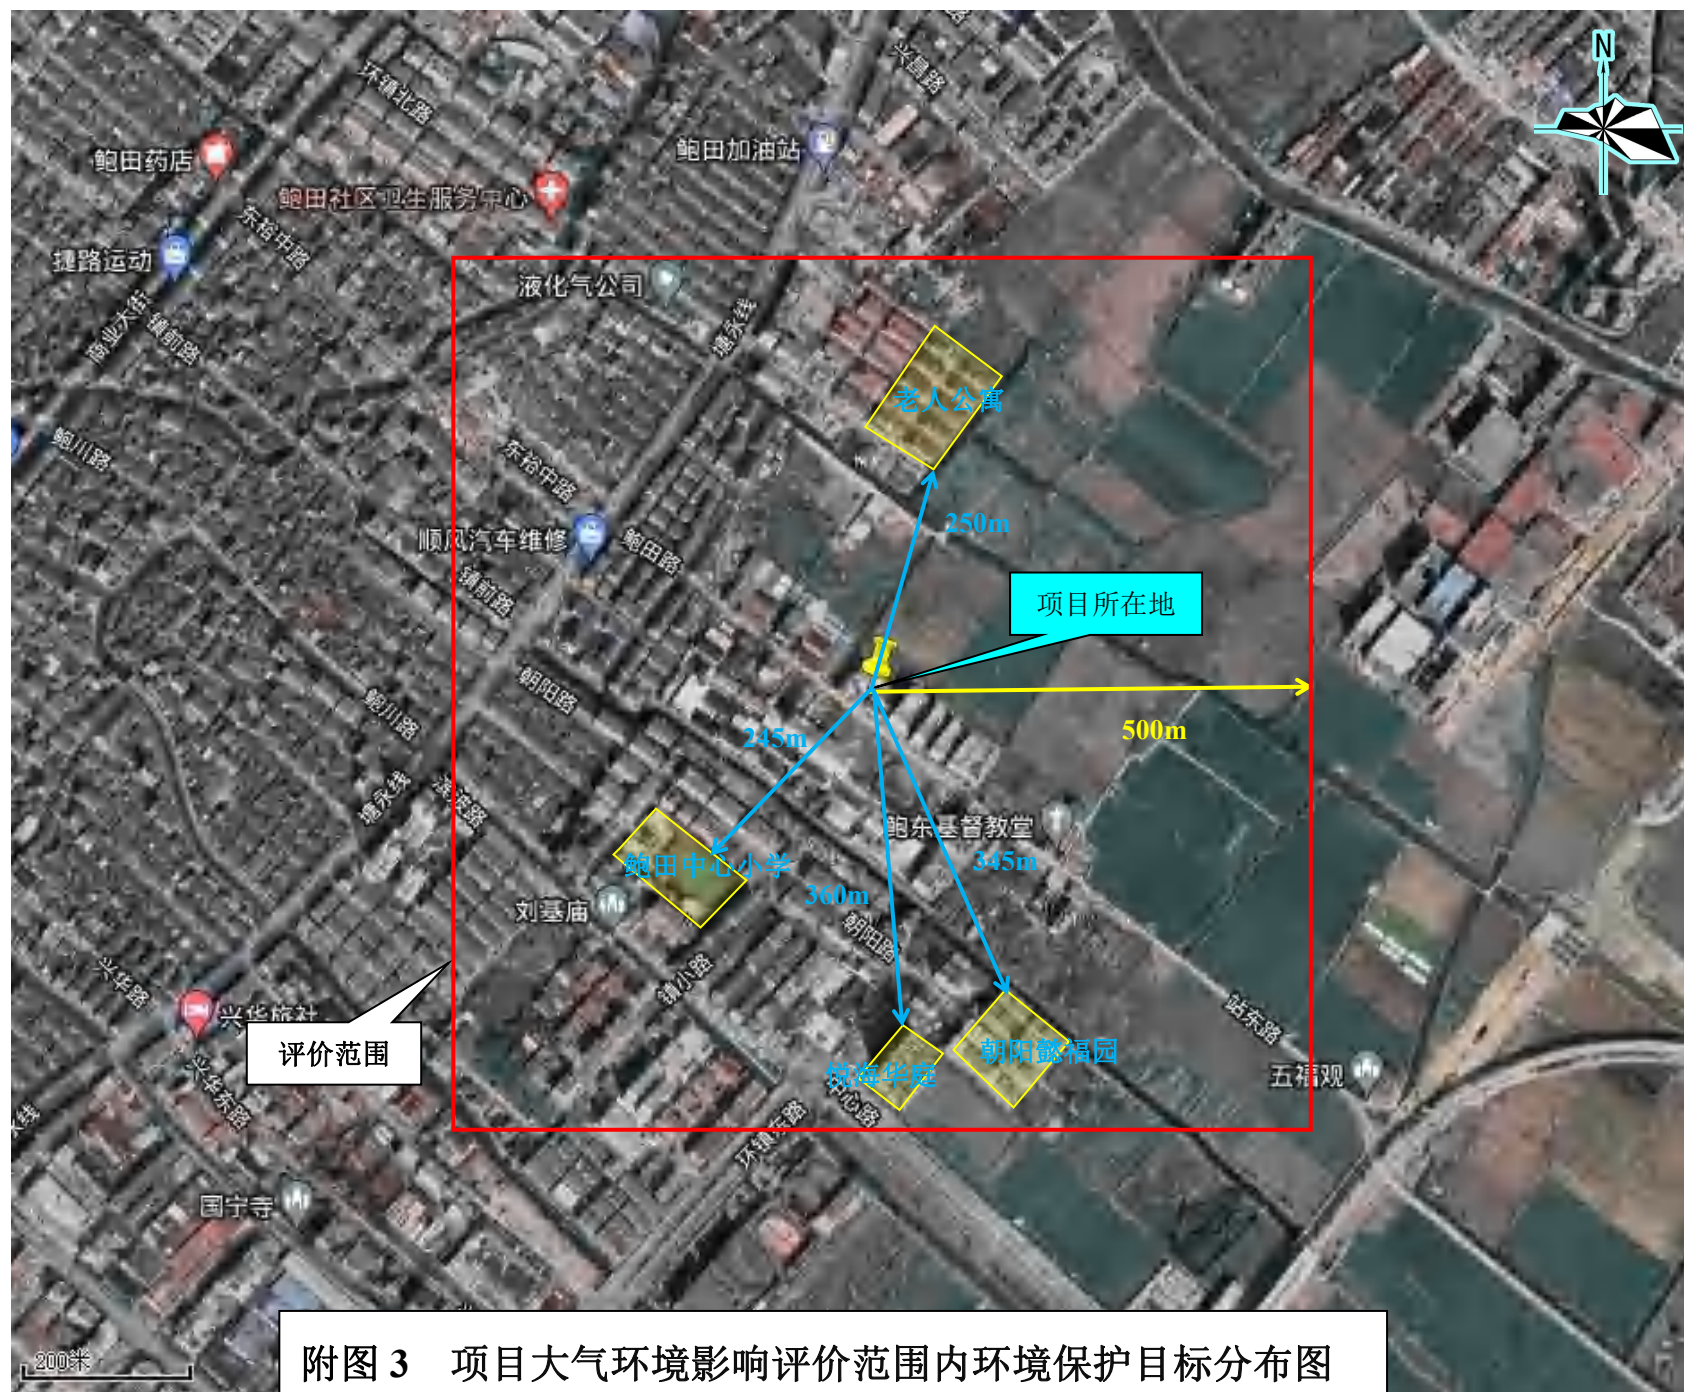 兴昌路
N
环镇北路
鲍田加油站
鲍田药店
鲍田社区卫生服务中心
东裕中路
捷路运动
液化气公司
塘永线
商业大街
镇前路
老人公寓
鲍川路
东裕中路
250m
顺风汽车维修
鲍田路
镇前路
项目所在地
朝阳路
鲍川路
245m
500m
塘永线
鲍东基督教堂
345m
鲍田中心小学
360m
刘基庙
朝阳路
镇小路
兴华路
站东路
兴华旅社
评价范围
朝阳懿福园
悦海华庭
五福观
兴华东路
中心路
环镇东路
永线
国宁寺
200米
附图 3 项目大气环境影响评价范围内环境保护目标分布图